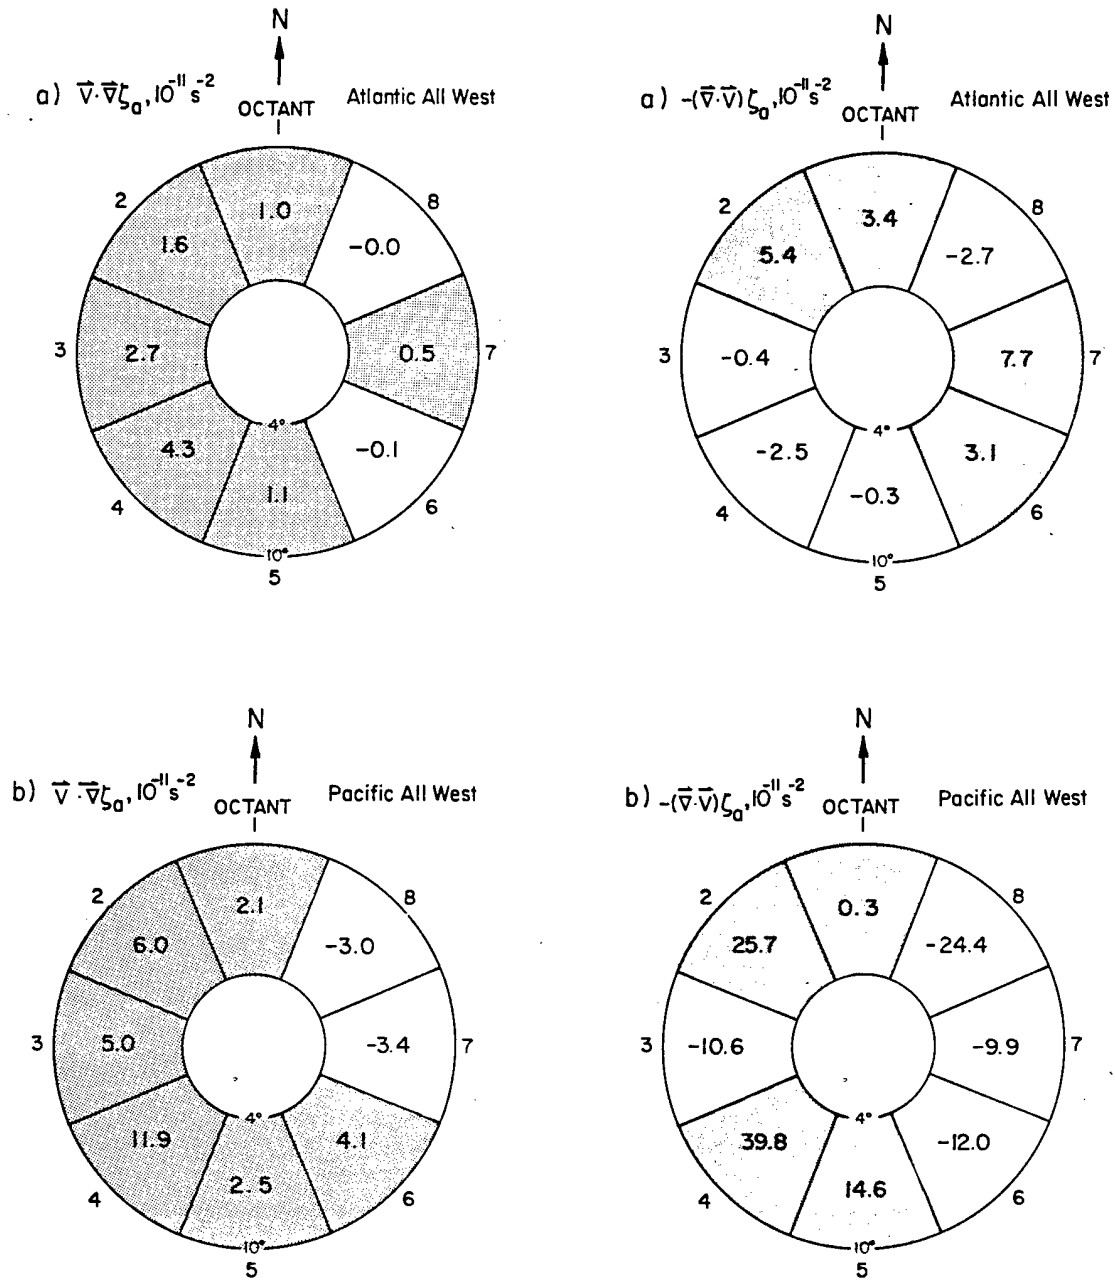 N
a) V⃗·∇⃗ζₐ, 10⁻¹¹ s⁻² OCTANT Atlantic All West
1
2 1.0 8
1.6 -0.0
3 2.7 0.5 7
4°
4.3 -0.1
4 1.1 6
10°
5
N
a) -(∇⃗·V⃗)ζₐ, 10⁻¹¹ s⁻² OCTANT Atlantic All West
1
2 3.4 8
5.4 -2.7
3 -0.4 7.7 7
4°
-2.5 3.1
4 -0.3 6
10°
5
N
b) V⃗·∇⃗ζₐ, 10⁻¹¹ s⁻² OCTANT Pacific All West
1
2 2.1 8
6.0 -3.0
3 5.0 -3.4 7
4°
11.9 4.1
4 2.5 6
10°
5
N
b) -(∇⃗·V⃗)ζₐ, 10⁻¹¹ s⁻² OCTANT Pacific All West
1
2 0.3 8
25.7 -24.4
3 -10.6 -9.9 7
4°
39.8 -12.0
4 14.6 6
10°
5